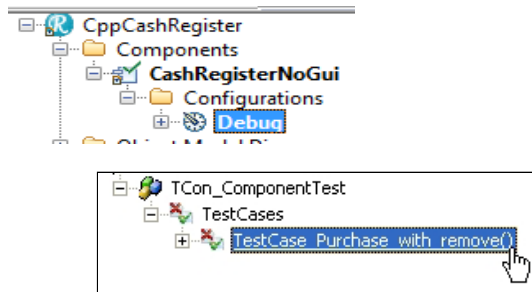 CppCashRegister
Components
CashRegisterNoGui
Configurations
Debug
TCon_ComponentTest
TestCases
TestCase_Purchase_with_remove()